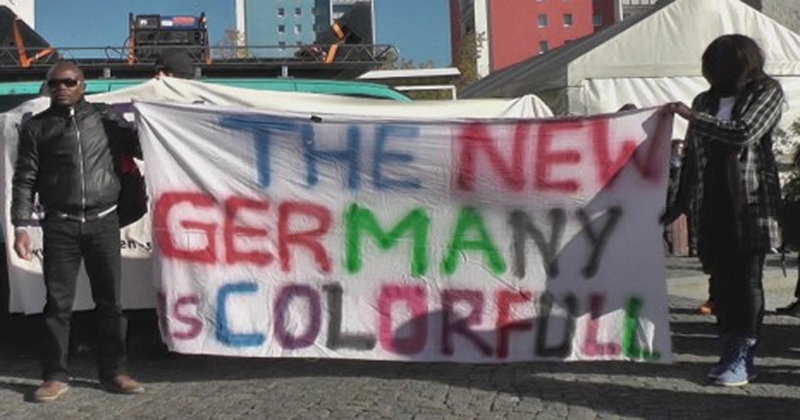 THE NEW
GERMANY
IS COLORFULL